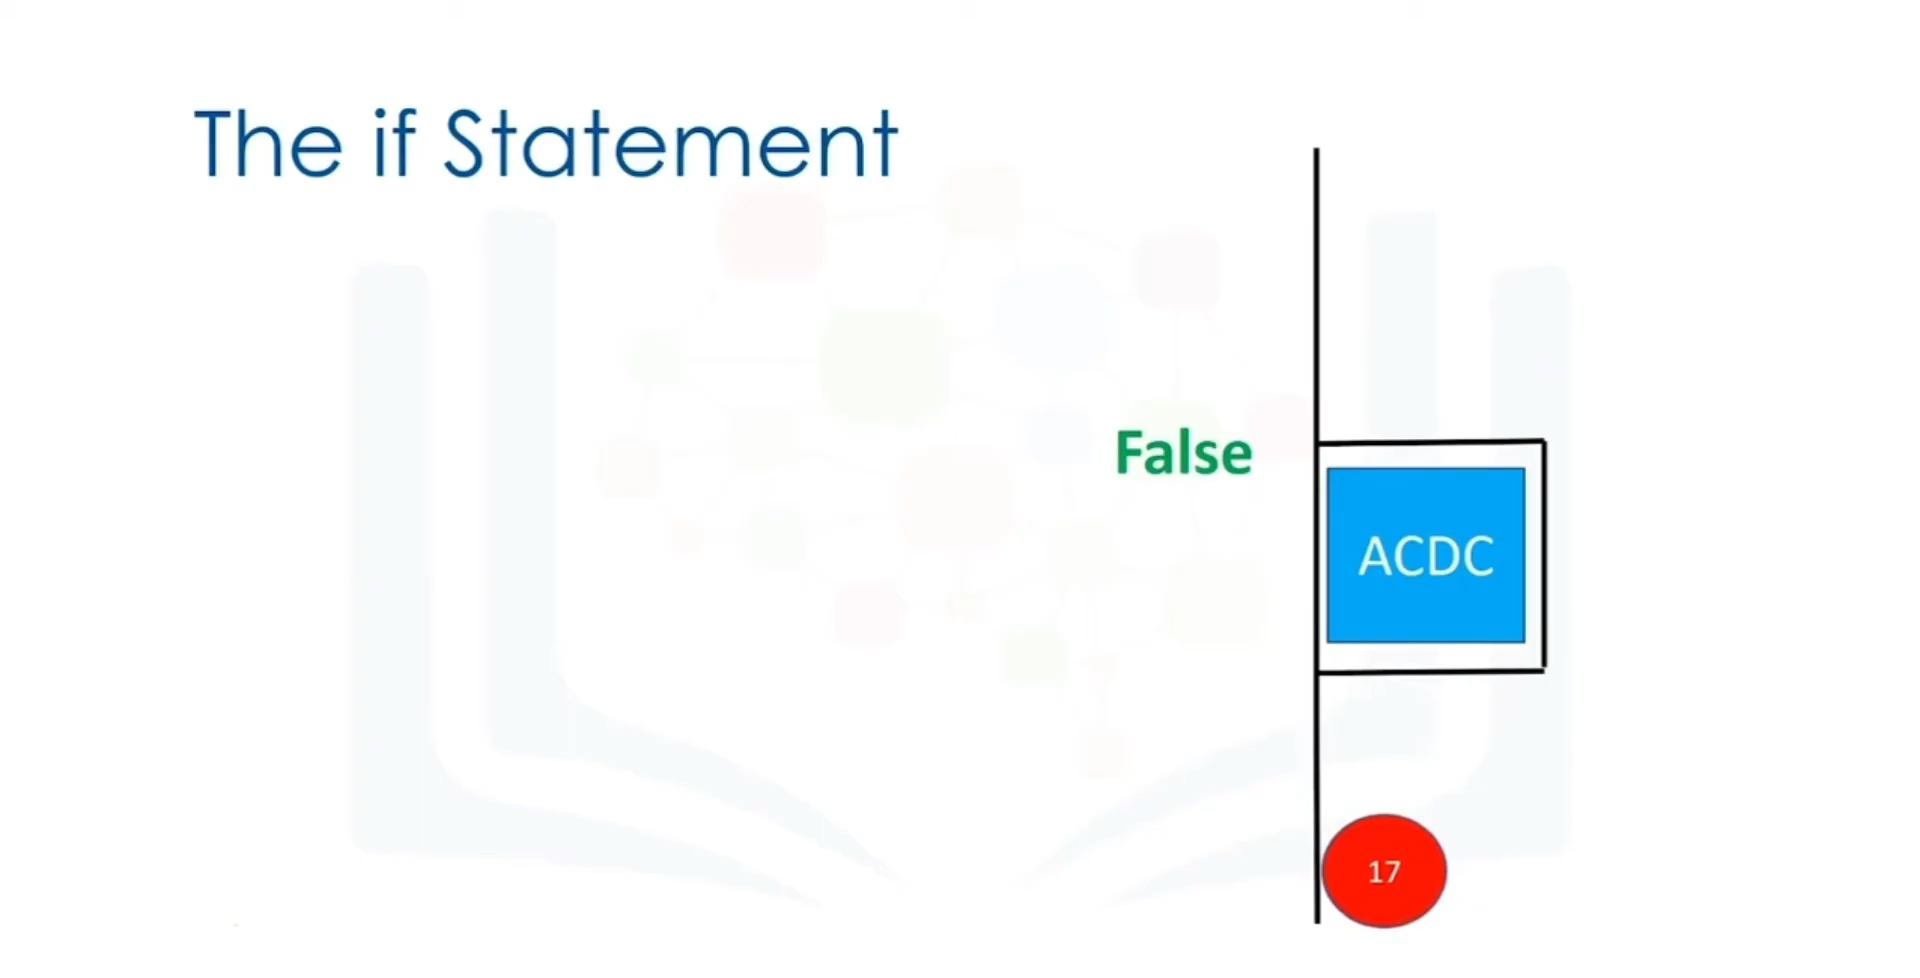 The if Statement
False
ACDC
17